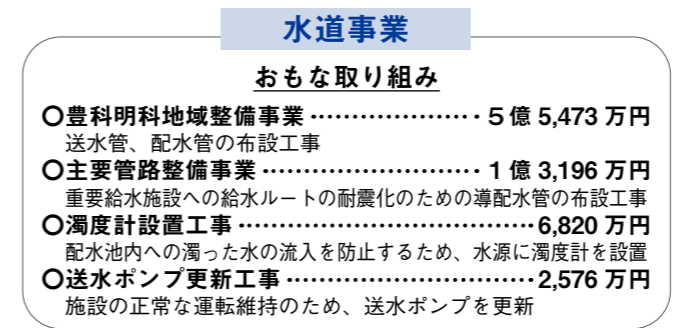 水道事業
おもな取り組み
〇豊科明科地域整備事業 ………………… 5億5,473万円
送水管、配水管の布設工事
〇主要管路整備事業 ……………………… 1億3,196万円
重要給水施設への給水ルートの耐震化のための導配水管の布設工事
〇濁度計設置工事 ……………………………… 6,820万円
配水池内への濁った水の流入を防止するため、水源に濁度計を設置
〇送水ポンプ更新工事 ………………………… 2,576万円
施設の正常な運転維持のため、送水ポンプを更新